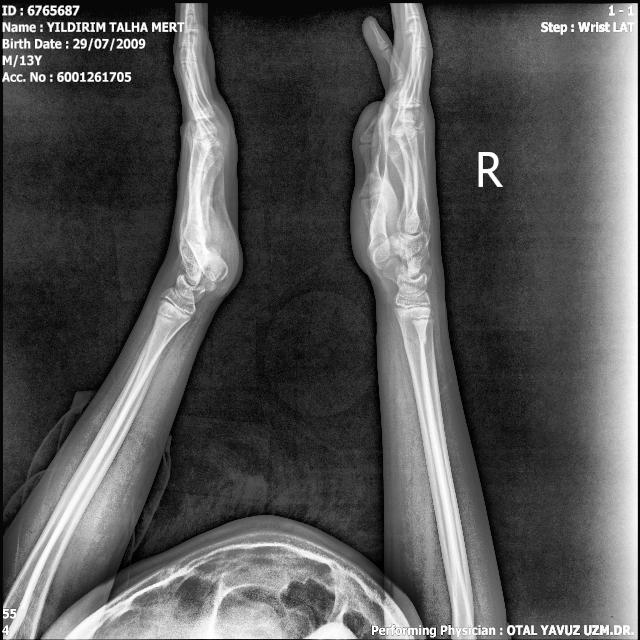 ID : 6765687
Name : YILDIRIM TALHA MERT
Birth Date : 29/07/2009
M/13Y
Acc. No : 6001261705
1 - 1
Step : Wrist LAT
R
55
4
Performing Physician : OTAL YAVUZ UZM.DR.